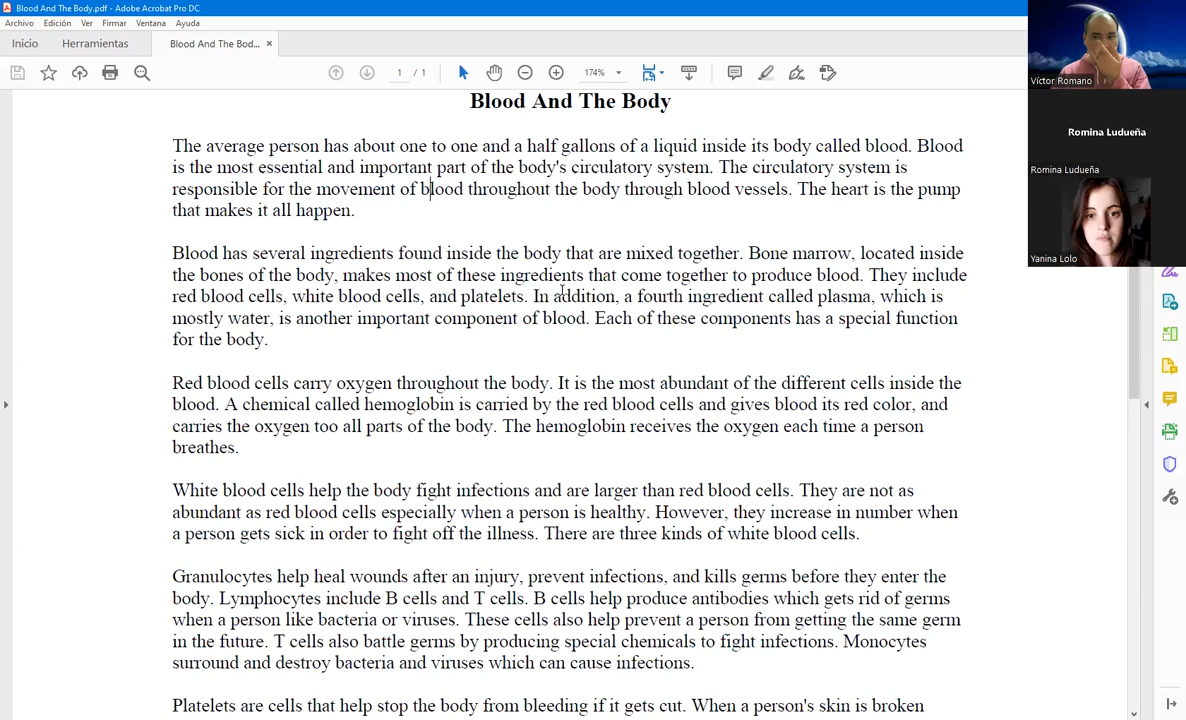 Blood And The Body.pdf - Adobe Acrobat Pro DC
Archivo Edición Ver Firmar Ventana Ayuda
Inicio Herramientas Blood And The Bod... ×
1 / 1 174%
Blood And The Body
The average person has about one to one and a half gallons of a liquid inside its body called blood. Blood
is the most essential and important part of the body's circulatory system. The circulatory system is
responsible for the movement of blood throughout the body through blood vessels. The heart is the pump
that makes it all happen.
Blood has several ingredients found inside the body that are mixed together. Bone marrow, located inside
the bones of the body, makes most of these ingredients that come together to produce blood. They include
red blood cells, white blood cells, and platelets. In addition, a fourth ingredient called plasma, which is
mostly water, is another important component of blood. Each of these components has a special function
for the body.
Red blood cells carry oxygen throughout the body. It is the most abundant of the different cells inside the
blood. A chemical called hemoglobin is carried by the red blood cells and gives blood its red color, and
carries the oxygen too all parts of the body. The hemoglobin receives the oxygen each time a person
breathes.
White blood cells help the body fight infections and are larger than red blood cells. They are not as
abundant as red blood cells especially when a person is healthy. However, they increase in number when
a person gets sick in order to fight off the illness. There are three kinds of white blood cells.
Granulocytes help heal wounds after an injury, prevent infections, and kills germs before they enter the
body. Lymphocytes include B cells and T cells. B cells help produce antibodies which gets rid of germs
when a person like bacteria or viruses. These cells also help prevent a person from getting the same germ
in the future. T cells also battle germs by producing special chemicals to fight infections. Monocytes
surround and destroy bacteria and viruses which can cause infections.
Platelets are cells that help stop the body from bleeding if it gets cut. When a person's skin is broken
Víctor Romano
Romina Ludueña
Romina Ludueña
Yanina Lolo